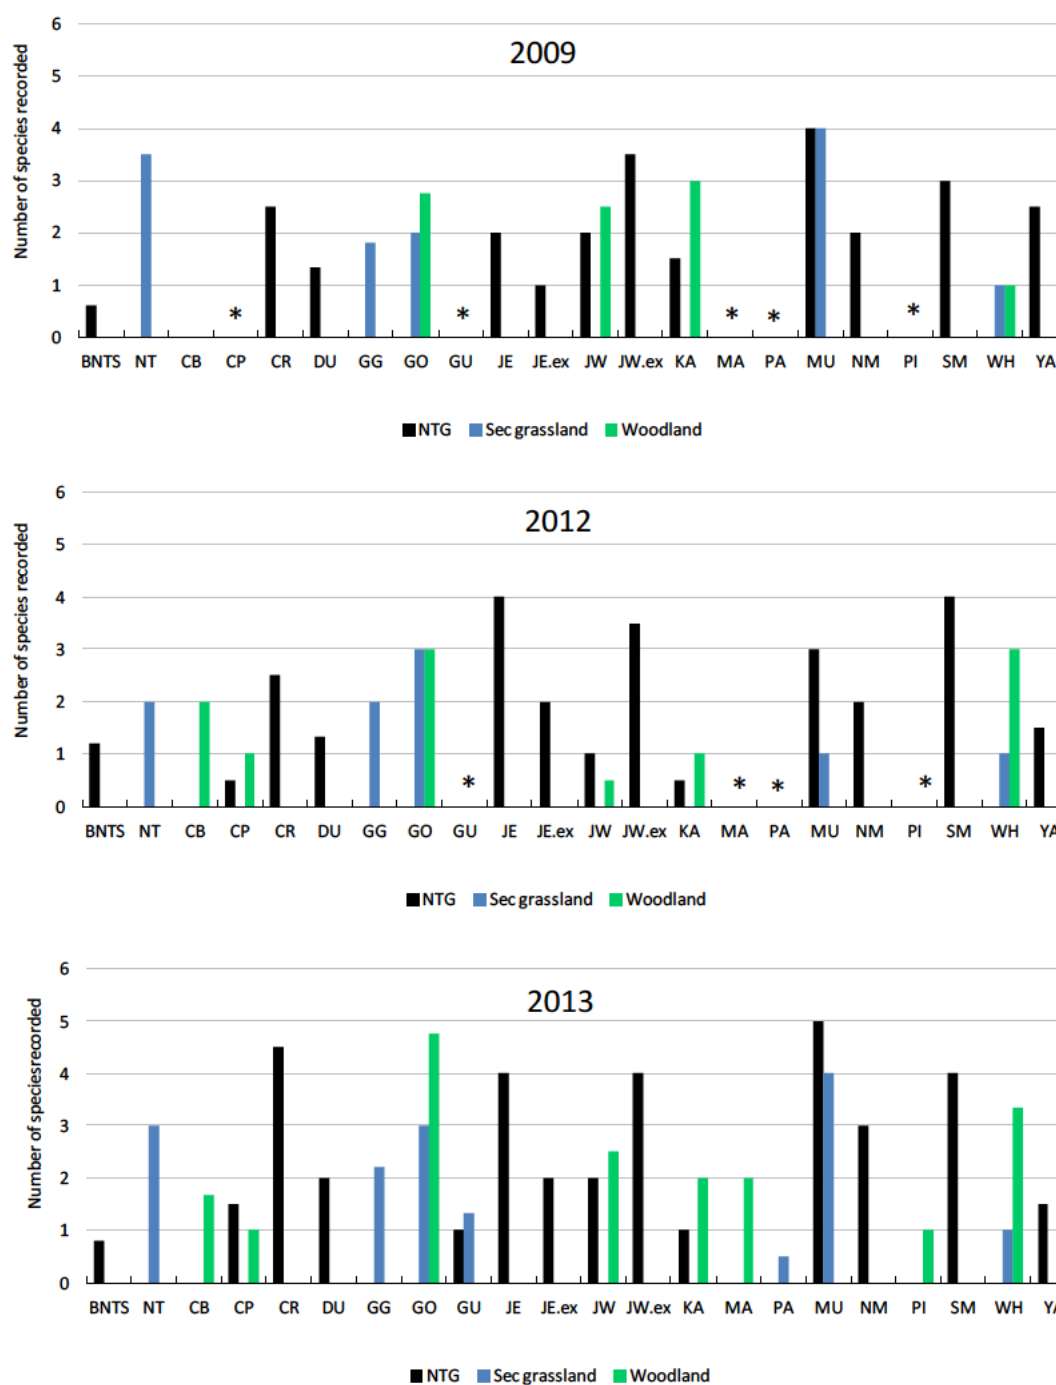 2009
Number of species recorded
6
5
4
3
2
1
0
* * * * *
BNTS NT CB CP CR DU GG GO GU JE JE.ex JW JW.ex KA MA PA MU NM PI SM WH YA
NTG Sec grassland Woodland
2012
Number of species recorded
6
5
4
3
2
1
0
* * * *
BNTS NT CB CP CR DU GG GO GU JE JE.ex JW JW.ex KA MA PA MU NM PI SM WH YA
NTG Sec grassland Woodland
2013
Number of speciesrecorded
6
5
4
3
2
1
0
BNTS NT CB CP CR DU GG GO GU JE JE.ex JW JW.ex KA MA PA MU NM PI SM WH YA
NTG Sec grassland Woodland